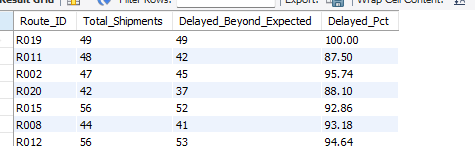 Result Grid Filter Rows: Export: Wrap Cell Content:
Route_ID Total_Shipments Delayed_Beyond_Expected Delayed_Pct
R019 49 49 100.00
R011 48 42 87.50
R002 47 45 95.74
R020 42 37 88.10
R015 56 52 92.86
R008 44 41 93.18
R012 56 53 94.64